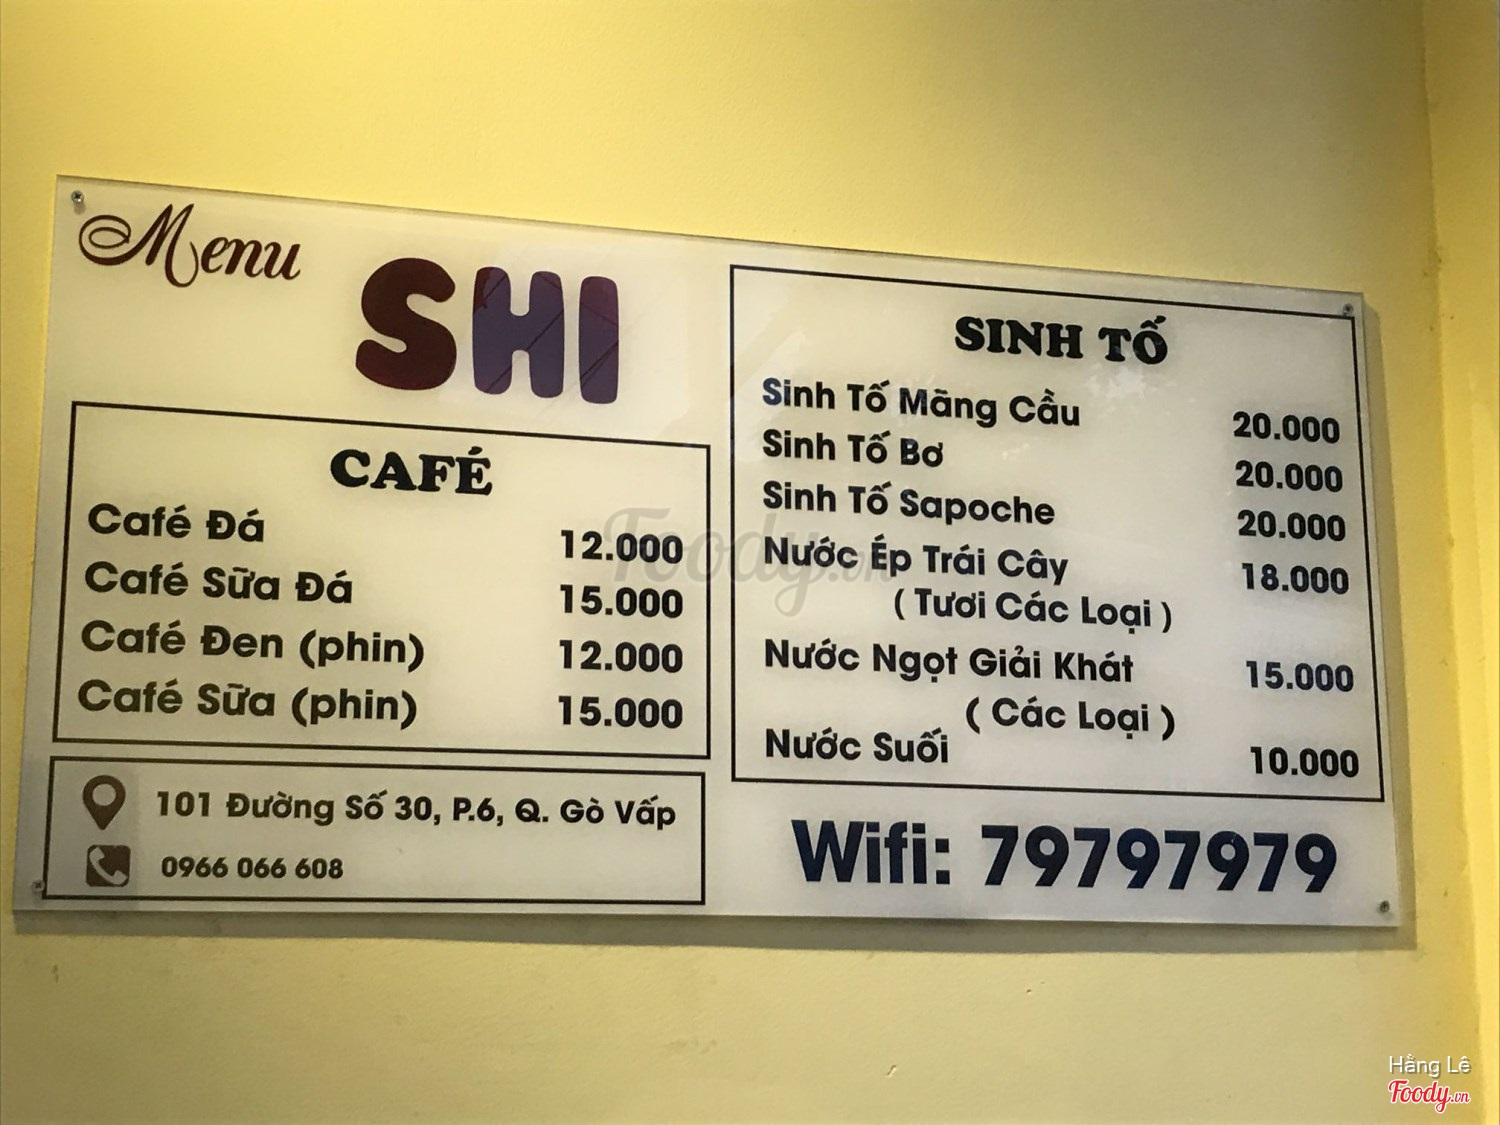 Menu
SHI
CAFÉ
Café Đá 12.000
Café Sữa Đá 15.000
Café Đen (phin) 12.000
Café Sữa (phin) 15.000
101 Đường Số 30, P.6, Q. Gò Vấp
0966 066 608
SINH TỐ
Sinh Tố Mãng Cầu 20.000
Sinh Tố Bơ 20.000
Sinh Tố Sapoche 20.000
Nước Ép Trái Cây 18.000
( Tươi Các Loại )
Nước Ngọt Giải Khát 15.000
( Các Loại )
Nước Suối 10.000
Wifi: 79797979
Foody.vn
Hằng Lê
Foody.vn